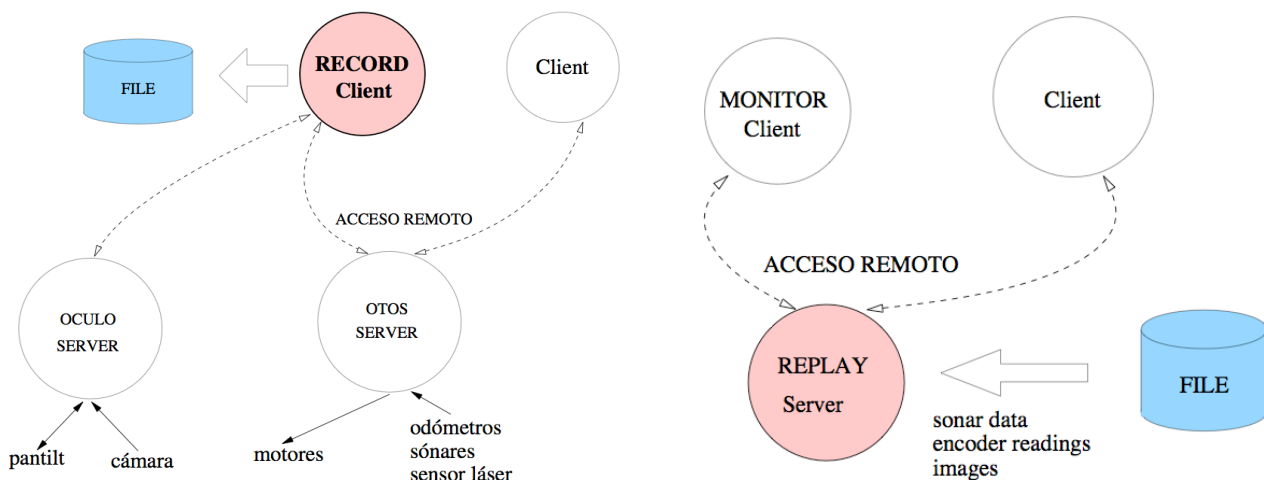 FILE
RECORD
Client
Client
ACCESO REMOTO
OCULO
SERVER
OTOS
SERVER
pantilt
cámara
motores
odómetros
sónares
sensor láser
MONITOR
Client
Client
ACCESO REMOTO
REPLAY
Server
FILE
sonar data
encoder readings
images